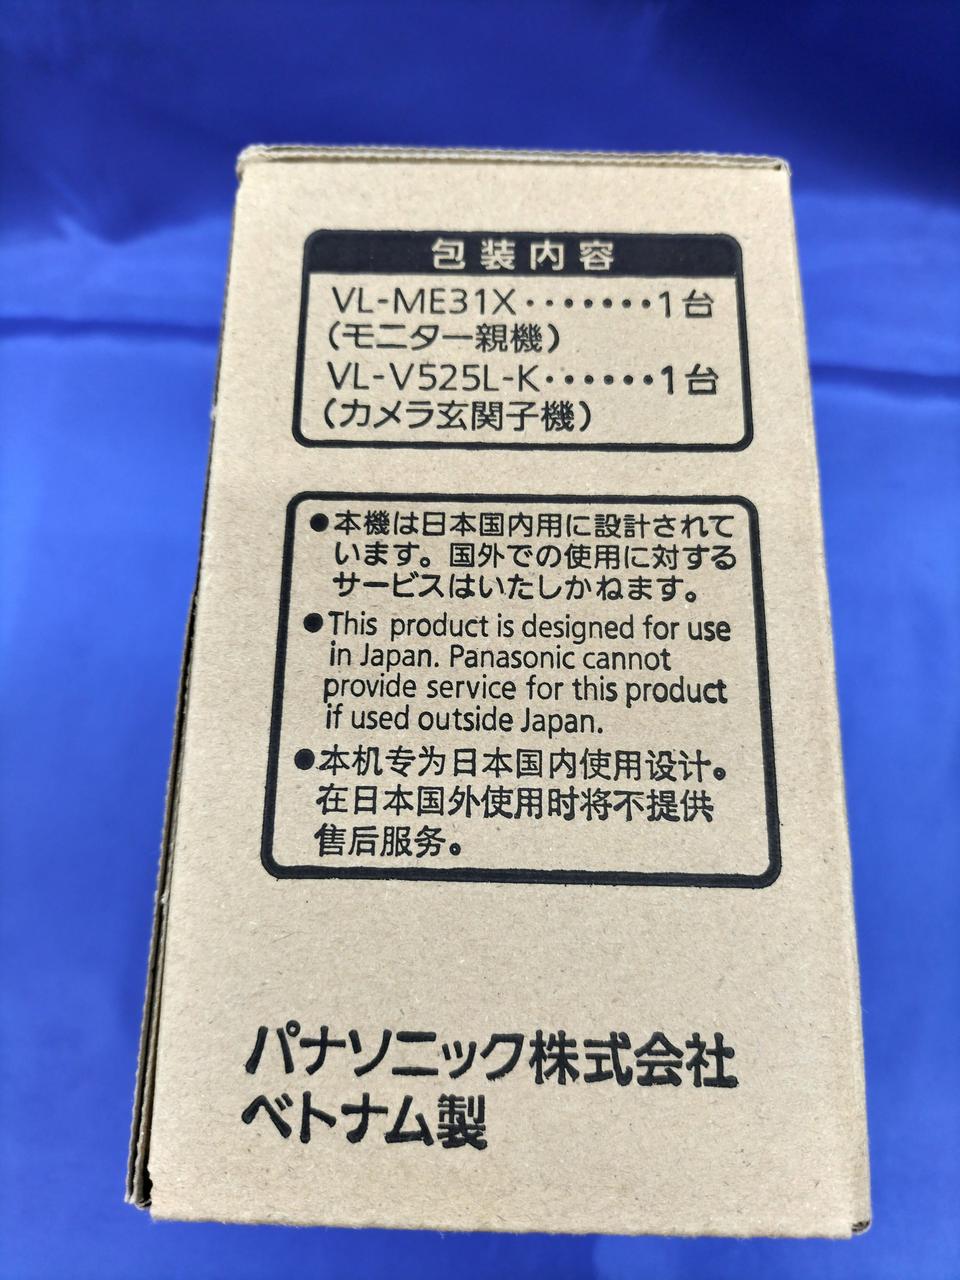 包装内容
VL-ME31X・・・・・・・1台
(モニター親機)
VL-V525L-K・・・・・・1台
(カメラ玄関子機)
●本機は日本国内用に設計されて
います。国外での使用に対する
サービスはいたしかねます。
●This product is designed for use
in Japan. Panasonic cannot
provide service for this product
if used outside Japan.
●本机专为日本国内使用设计。
在日本国外使用时将不提供
售后服务。
パナソニック株式会社
ベトナム製